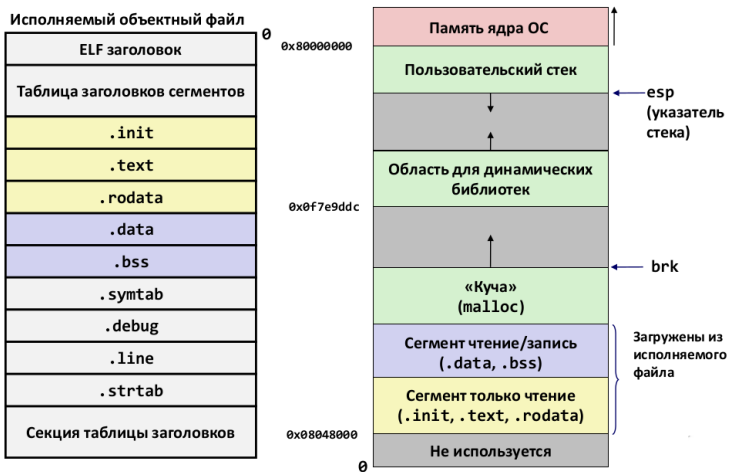 Исполняемый объектный файл
0
ELF заголовок
Таблица заголовков сегментов
.init
.text
.rodata
.data
.bss
.symtab
.debug
.line
.strtab
Секция таблицы заголовков
0x80000000
0x0f7e9ddc
0x08048000
0
Память ядра ОС
Пользовательский стек
Область для динамических
библиотек
«Куча»
(malloc)
Сегмент чтение/запись
(.data, .bss)
Сегмент только чтение
(.init, .text, .rodata)
Не используется
esp
(указатель
стека)
brk
Загружены из
исполняемого
файла